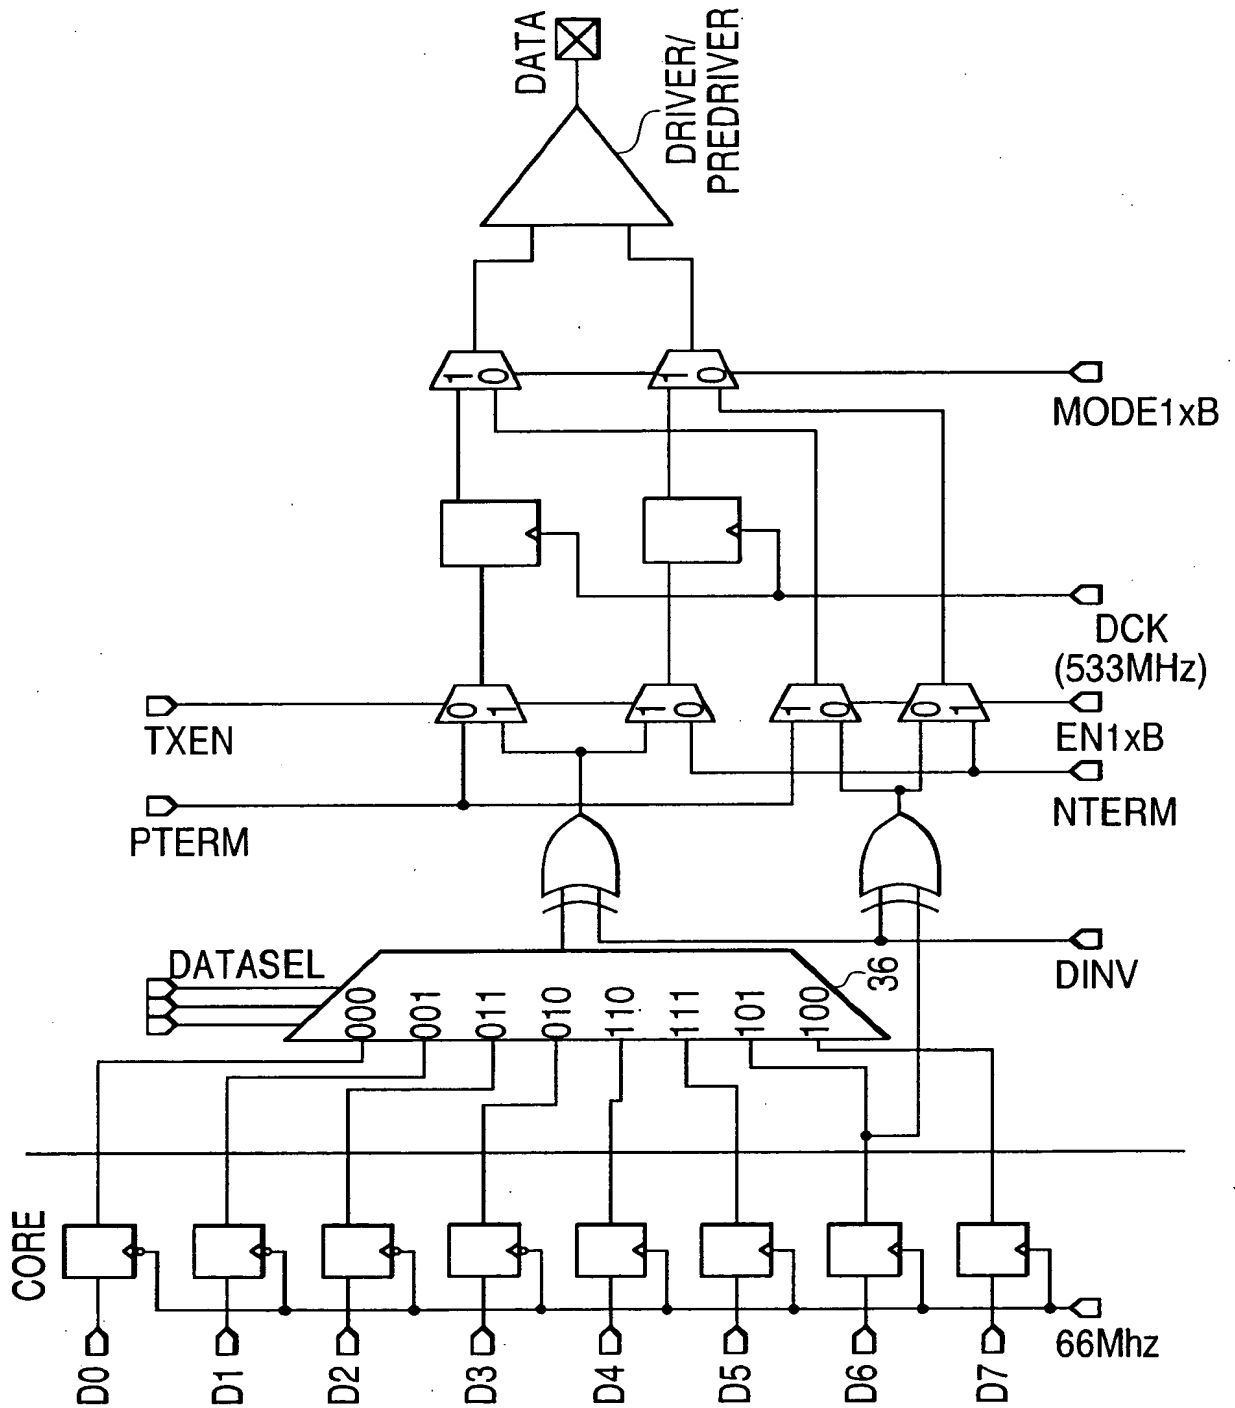 DATA
DRIVER/
PREDRIVER
1
0
1
0
MODE1xB
DCK
(533MHz)
TXEN
0
1
1
0
1
0
0
1
EN1xB
PTERM
NTERM
DATASEL
DINV
000
001
011
010
110
111
101
100
36
CORE
66Mhz
D0
D1
D2
D3
D4
D5
D6
D7